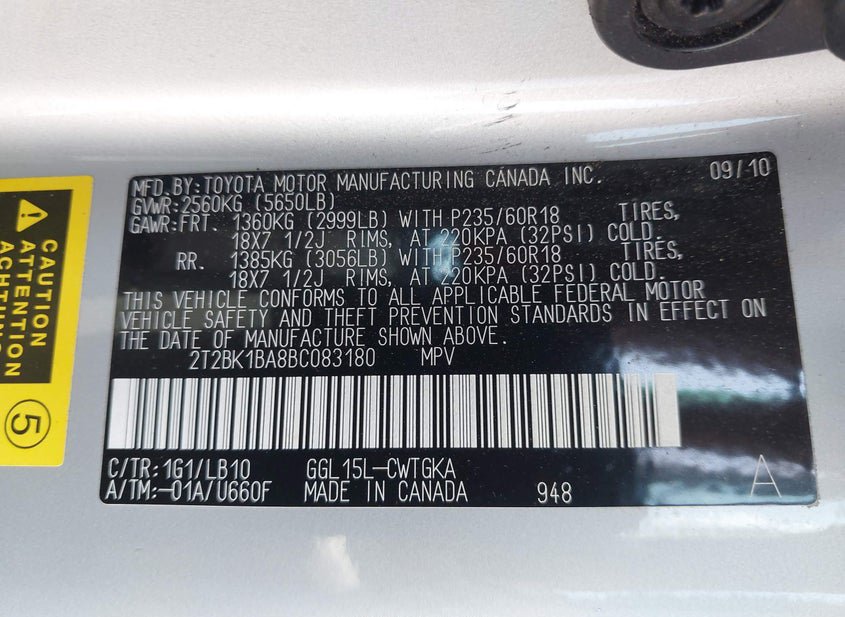 CAUTION
ATTENTION
ACHTUNG
5
MFD.BY:TOYOTA MOTOR MANUFACTURING CANADA INC. 09/10
GVWR:2560KG (5650LB)
GAWR:FRT. 1360KG (2999LB) WITH P235/60R18 TIRES,
18X7 1/2J RIMS, AT 220KPA (32PSI) COLD.
RR. 1385KG (3056LB) WITH P235/60R18 TIRES,
18X7 1/2J RIMS, AT 220KPA (32PSI) COLD.
THIS VEHICLE CONFORMS TO ALL APPLICABLE FEDERAL MOTOR
VEHICLE SAFETY AND THEFT PREVENTION STANDARDS IN EFFECT ON
THE DATE OF MANUFACTURE SHOWN ABOVE.
2T2BK1BA8BC083180 MPV
C/TR:1G1/LB10 GGL15L-CWTGKA
A/TM:-01A/U660F MADE IN CANADA 948 A